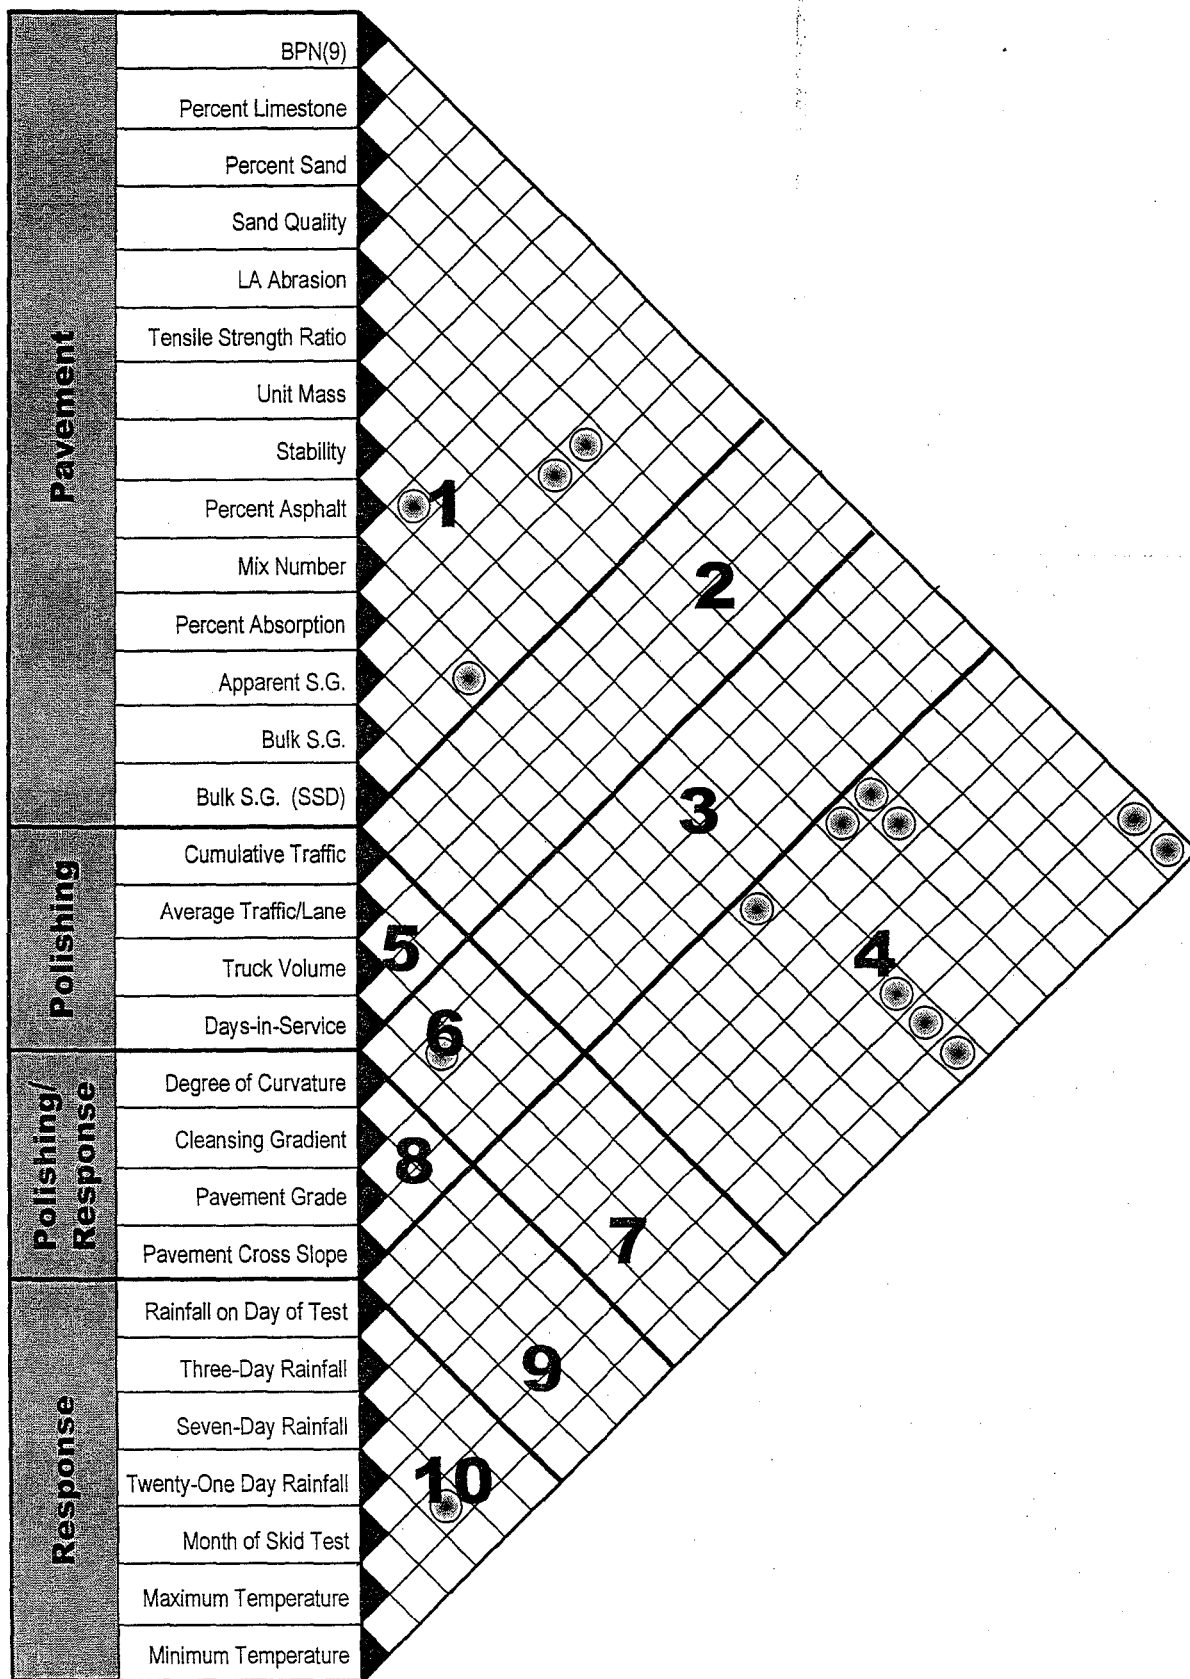 Pavement
BPN(9)
Percent Limestone
Percent Sand
Sand Quality
LA Abrasion
Tensile Strength Ratio
Unit Mass
Stability
Percent Asphalt
Mix Number
Percent Absorption
Apparent S.G.
Bulk S.G.
Bulk S.G. (SSD)
Polishing
Cumulative Traffic
Average Traffic/Lane
Truck Volume
Days-in-Service
Polishing/
Response
Degree of Curvature
Cleansing Gradient
Pavement Grade
Pavement Cross Slope
Response
Rainfall on Day of Test
Three-Day Rainfall
Seven-Day Rainfall
Twenty-One Day Rainfall
Month of Skid Test
Maximum Temperature
Minimum Temperature
1
2
3
4
5
6
7
8
9
10